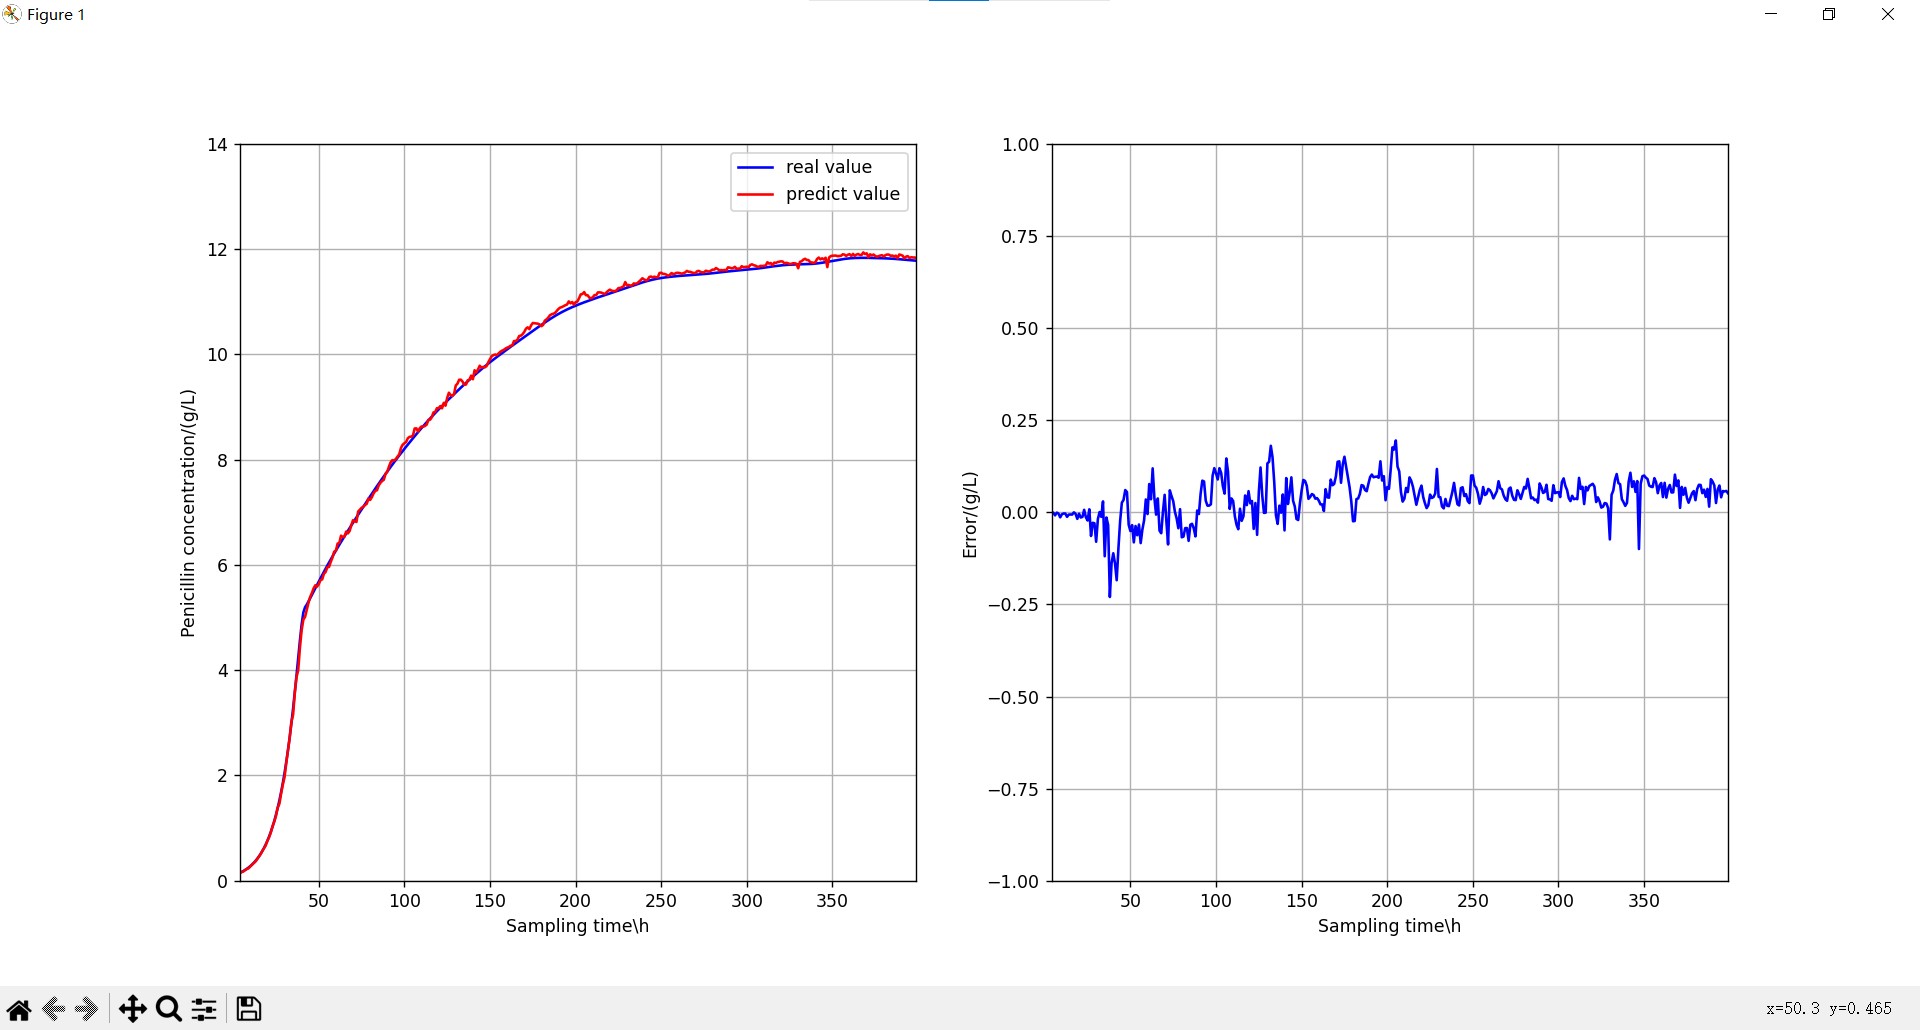 Figure 1
14
12
10
8
6
4
2
0
50 100 150 200 250 300 350
Sampling time\h
Penicillin concentration/(g/L)
real value
predict value
1.00
0.75
0.50
0.25
0.00
−0.25
−0.50
−0.75
−1.00
50 100 150 200 250 300 350
Sampling time\h
Error/(g/L)
x=50.3 y=0.465